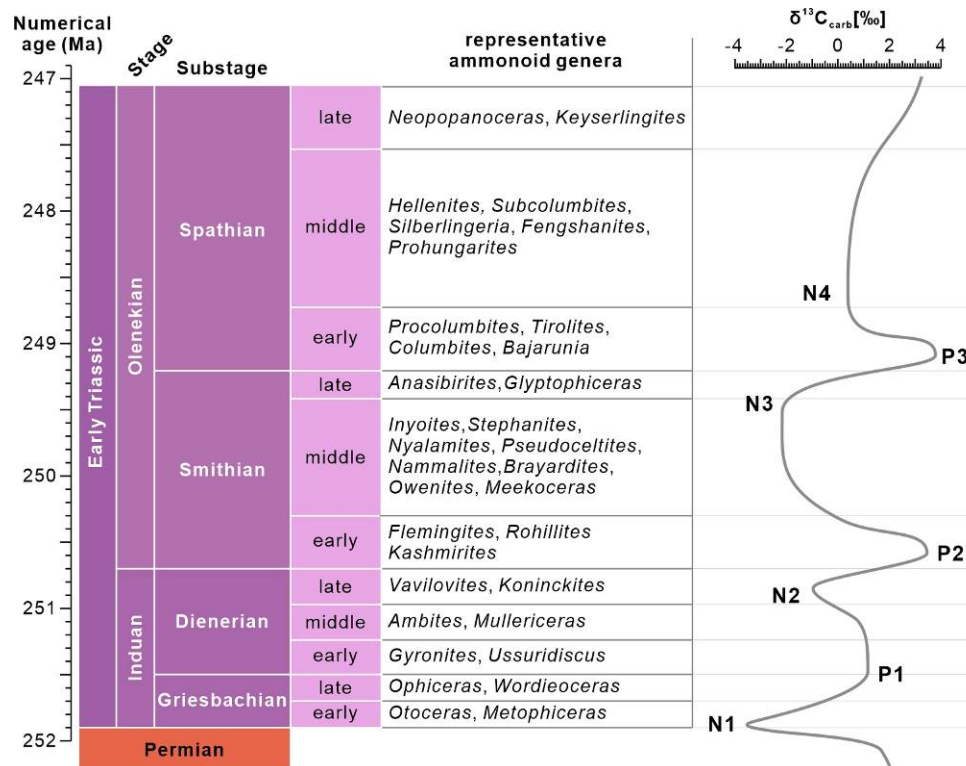 Numerical
age (Ma)
Stage
Substage
representative
ammonoid genera
δ¹³C carb [‰]
-4 -2 0 2 4
247
248
249
250
251
252
Early Triassic
Olenekian
Induan
Spathian
Smithian
Dienerian
Griesbachian
Permian
late
Neopopanoceras, Keyserlingites
middle
Hellenites, Subcolumbites,
Silberlingeria, Fengshanites,
Prohungarites
early
Procolumbites, Tirolites,
Columbites, Bajarunia
late
Anasibirites,Glyptophiceras
middle
Inyoites,Stephanites,
Nyalamites, Pseudoceltites,
Nammalites,Brayardites,
Owenites, Meekoceras
early
Flemingites, Rohillites
Kashmirites
late
Vavilovites, Koninckites
middle
Ambites, Mullericeras
early
Gyronites, Ussuridiscus
late
Ophiceras, Wordieoceras
early
Otoceras, Metophiceras
N4
P3
N3
P2
N2
P1
N1